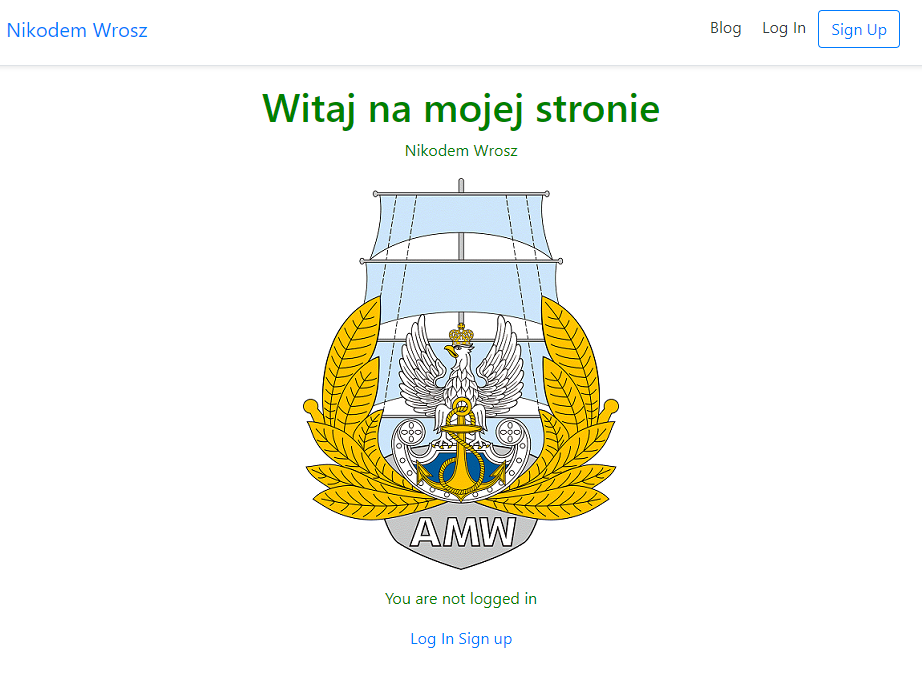 Nikodem Wrosz
Blog Log In Sign Up
Witaj na mojej stronie
Nikodem Wrosz
AMW
You are not logged in
Log In Sign up